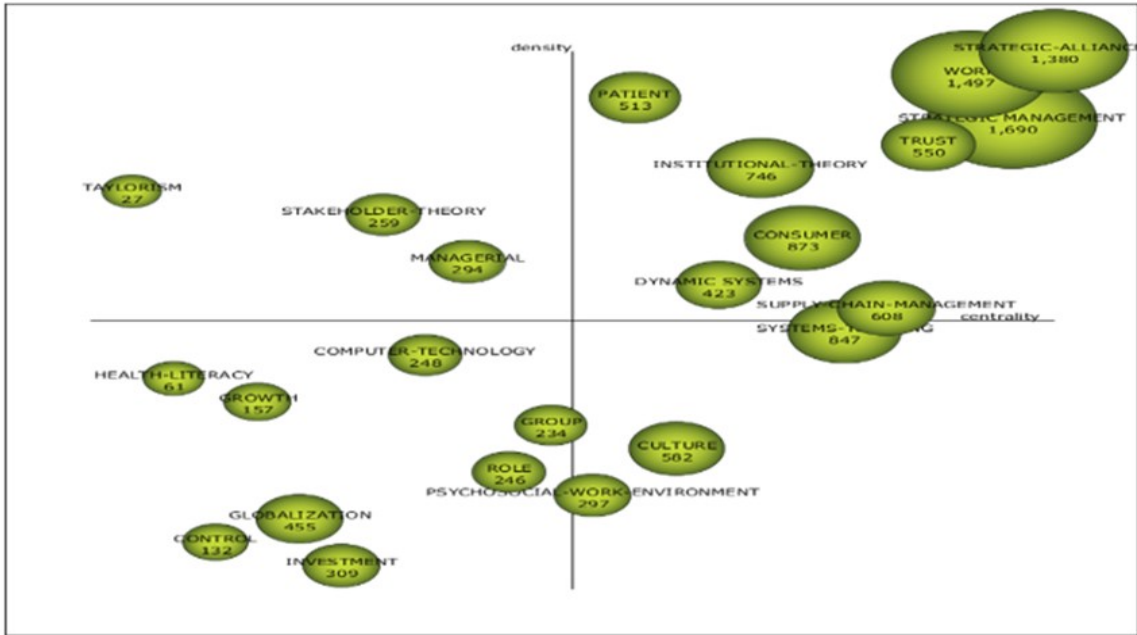 density
STRATEGIC-ALLIANC
1,380
WOR
1,497
PATIENT
513
STRATEGIC MANAGEMENT
1,690
TRUST
550
INSTITUTIONAL-THEORY
746
TAYLORISM
27
STAKEHOLDER-THEORY
259
CONSUMER
873
MANAGERIAL
294
DYNAMIC SYSTEMS
423
SUPPLY-CHAIN-MANAGEMENT
608
centrality
847
COMPUTER-TECHNOLOGY
248
HEALTH-LITERACY
61
GROWTH
157
GROUP
234
CULTURE
582
ROLE
246
PSYCHOSOCIAL-WORK-ENVIRONMENT
297
GLOBALIZATION
455
CONTROL
132
INVESTMENT
309